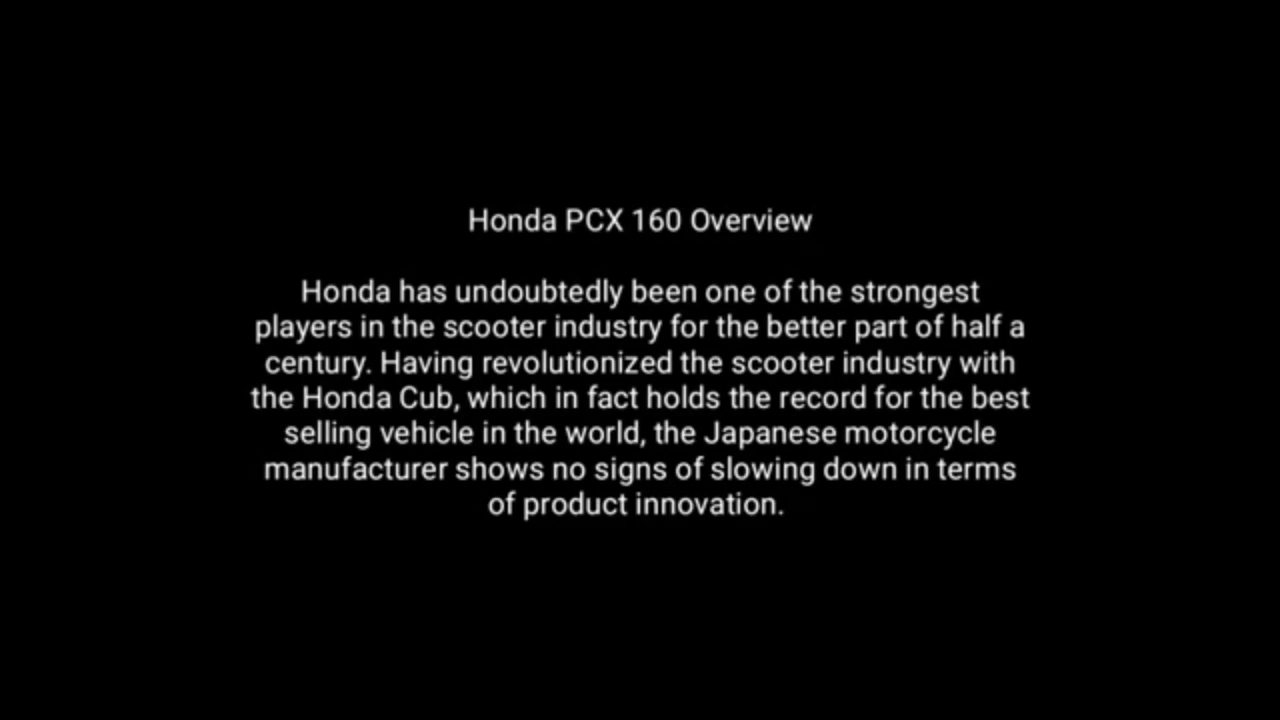 Honda PCX 160 Overview
Honda has undoubtedly been one of the strongest
players in the scooter industry for the better part of half a
century. Having revolutionized the scooter industry with
the Honda Cub, which in fact holds the record for the best
selling vehicle in the world, the Japanese motorcycle
manufacturer shows no signs of slowing down in terms
of product innovation.